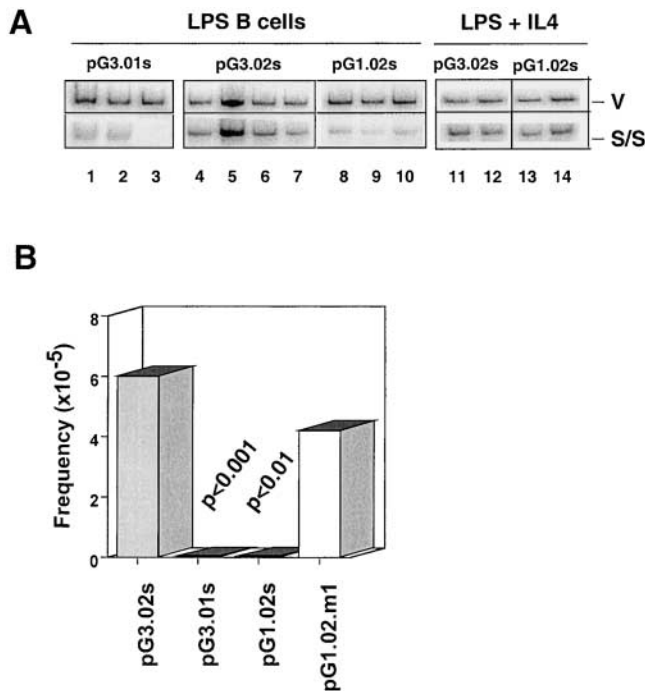 A
LPS B cells
LPS + IL4
pG3.01s pG3.02s pG1.02s pG3.02s pG1.02s
V
S/S
1 2 3 4 5 6 7 8 9 10 11 12 13 14
B
Frequency (x10-5)
8
6
4
2
0
p<0.001
p<0.01
pG3.02s
pG3.01s
pG1.02s
pG1.02.m1